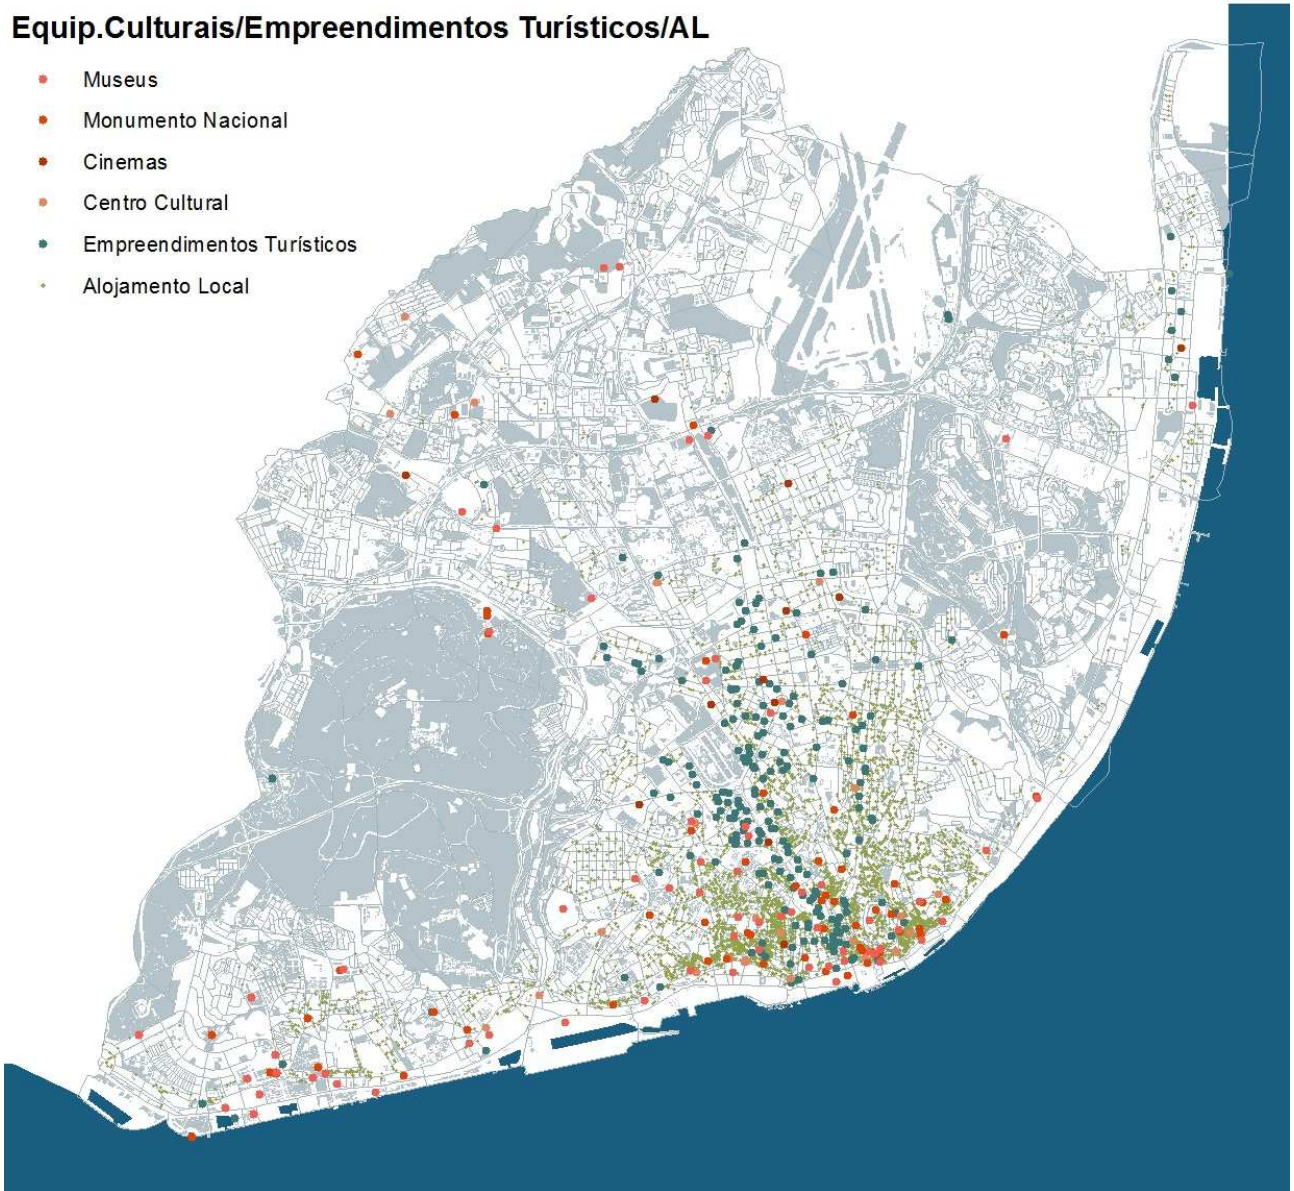 Equip.Culturais/Empreendimentos Turísticos/AL
Museus
Monumento Nacional
Cinemas
Centro Cultural
Empreendimentos Turísticos
Alojamento Local